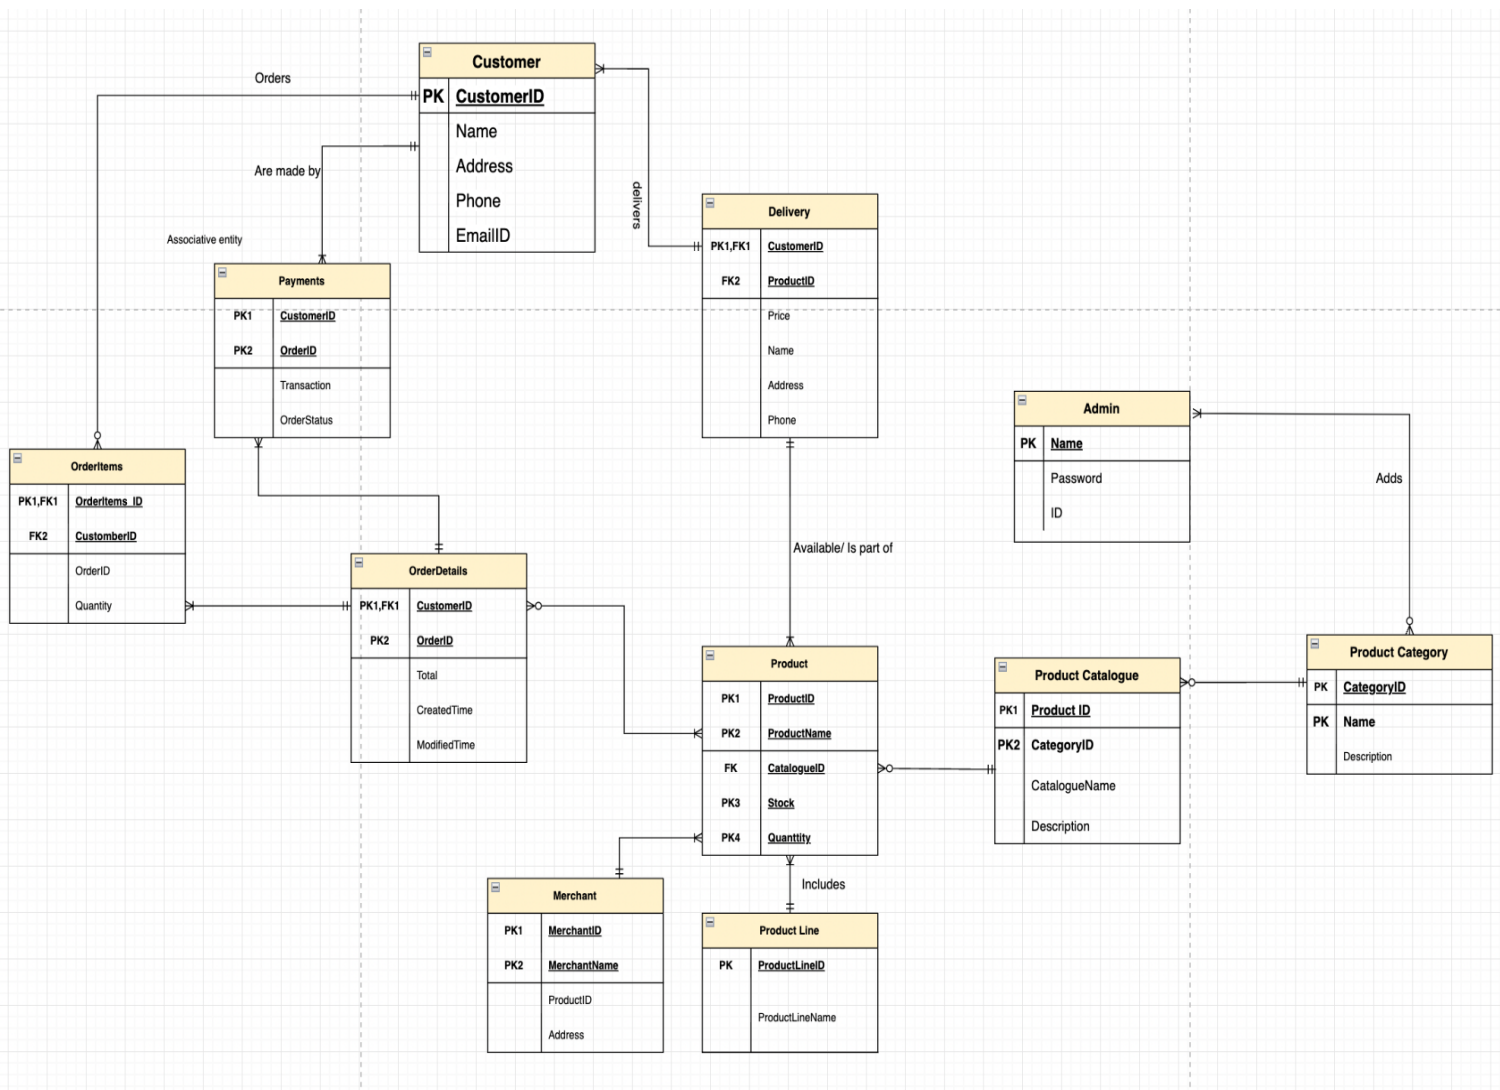 Customer
PK CustomerID
Name
Address
Phone
EmailID
Orders
Are made by
delivers
Associative entity
Payments
PK1 CustomerID
PK2 OrderID
Transaction
OrderStatus
Delivery
PK1,FK1 CustomerID
FK2 ProductID
Price
Name
Address
Phone
Admin
PK Name
Password
ID
Adds
OrderItems
PK1,FK1 OrderItems_ID
FK2 CustomberID
OrderID
Quantity
OrderDetails
PK1,FK1 CustomerID
PK2 OrderID
Total
CreatedTime
ModifiedTime
Available/ Is part of
Product
PK1 ProductID
PK2 ProductName
FK CatalogueID
PK3 Stock
PK4 Quanttity
Product Catalogue
PK1 Product ID
PK2 CategoryID
CatalogueName
Description
Product Category
PK CategoryID
PK Name
Description
Includes
Merchant
PK1 MerchantID
PK2 MerchantName
ProductID
Address
Product Line
PK ProductLineID
ProductLineName